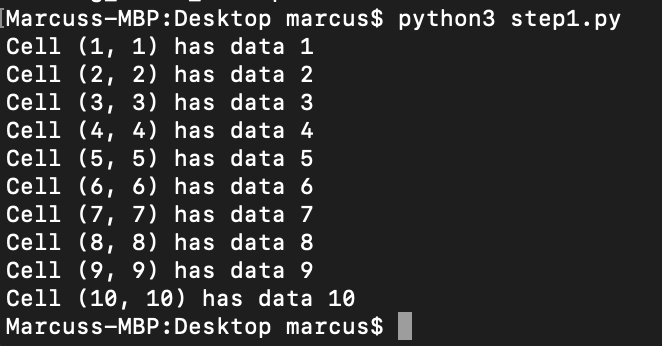 [Marcuss-MBP:Desktop marcus$ python3 step1.py
Cell (1, 1) has data 1
Cell (2, 2) has data 2
Cell (3, 3) has data 3
Cell (4, 4) has data 4
Cell (5, 5) has data 5
Cell (6, 6) has data 6
Cell (7, 7) has data 7
Cell (8, 8) has data 8
Cell (9, 9) has data 9
Cell (10, 10) has data 10
Marcuss-MBP:Desktop marcus$